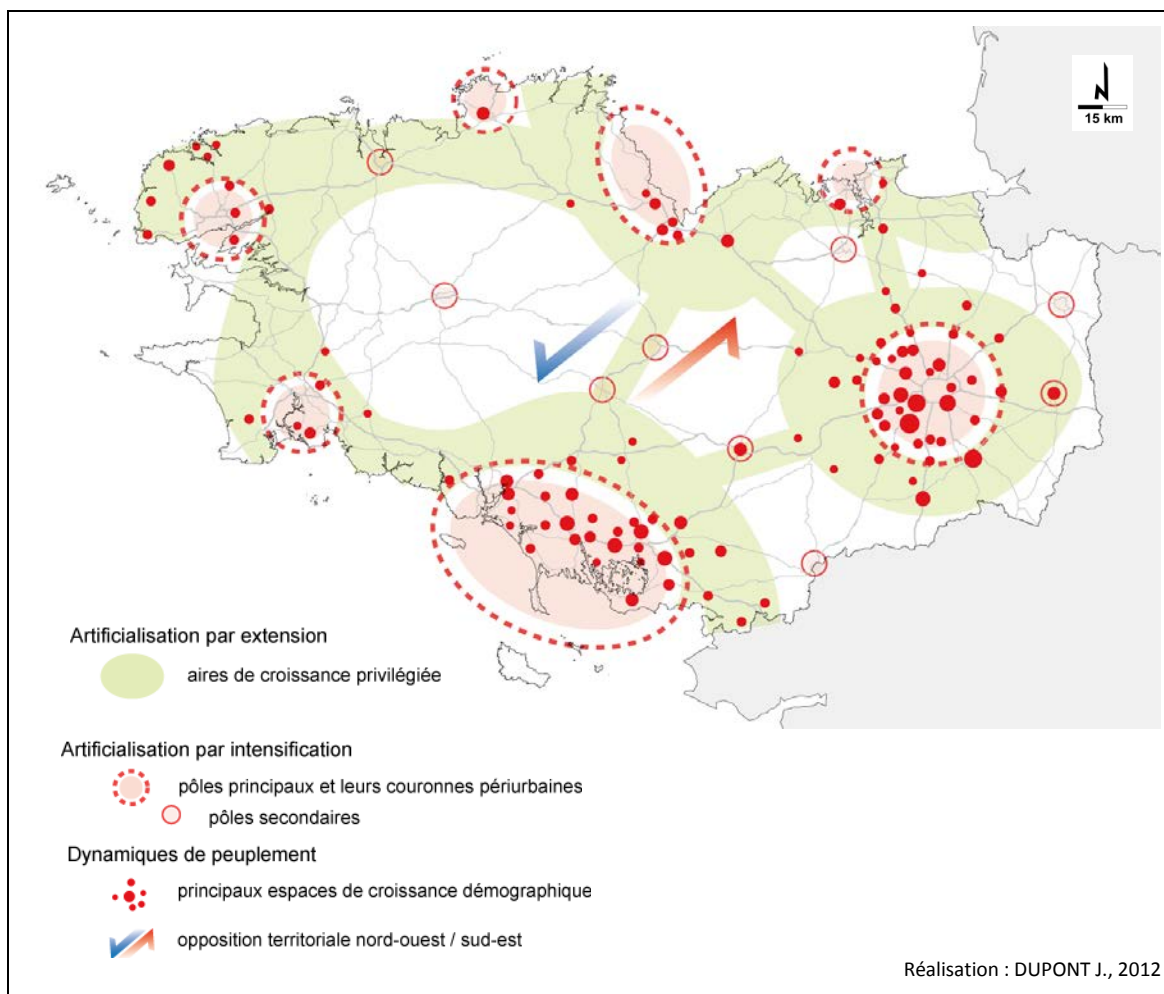 N
15 km
Artificialisation par extension
aires de croissance privilégiée
Artificialisation par intensification
pôles principaux et leurs couronnes périurbaines
pôles secondaires
Dynamiques de peuplement
principaux espaces de croissance démographique
opposition territoriale nord-ouest / sud-est
Réalisation : DUPONT J., 2012